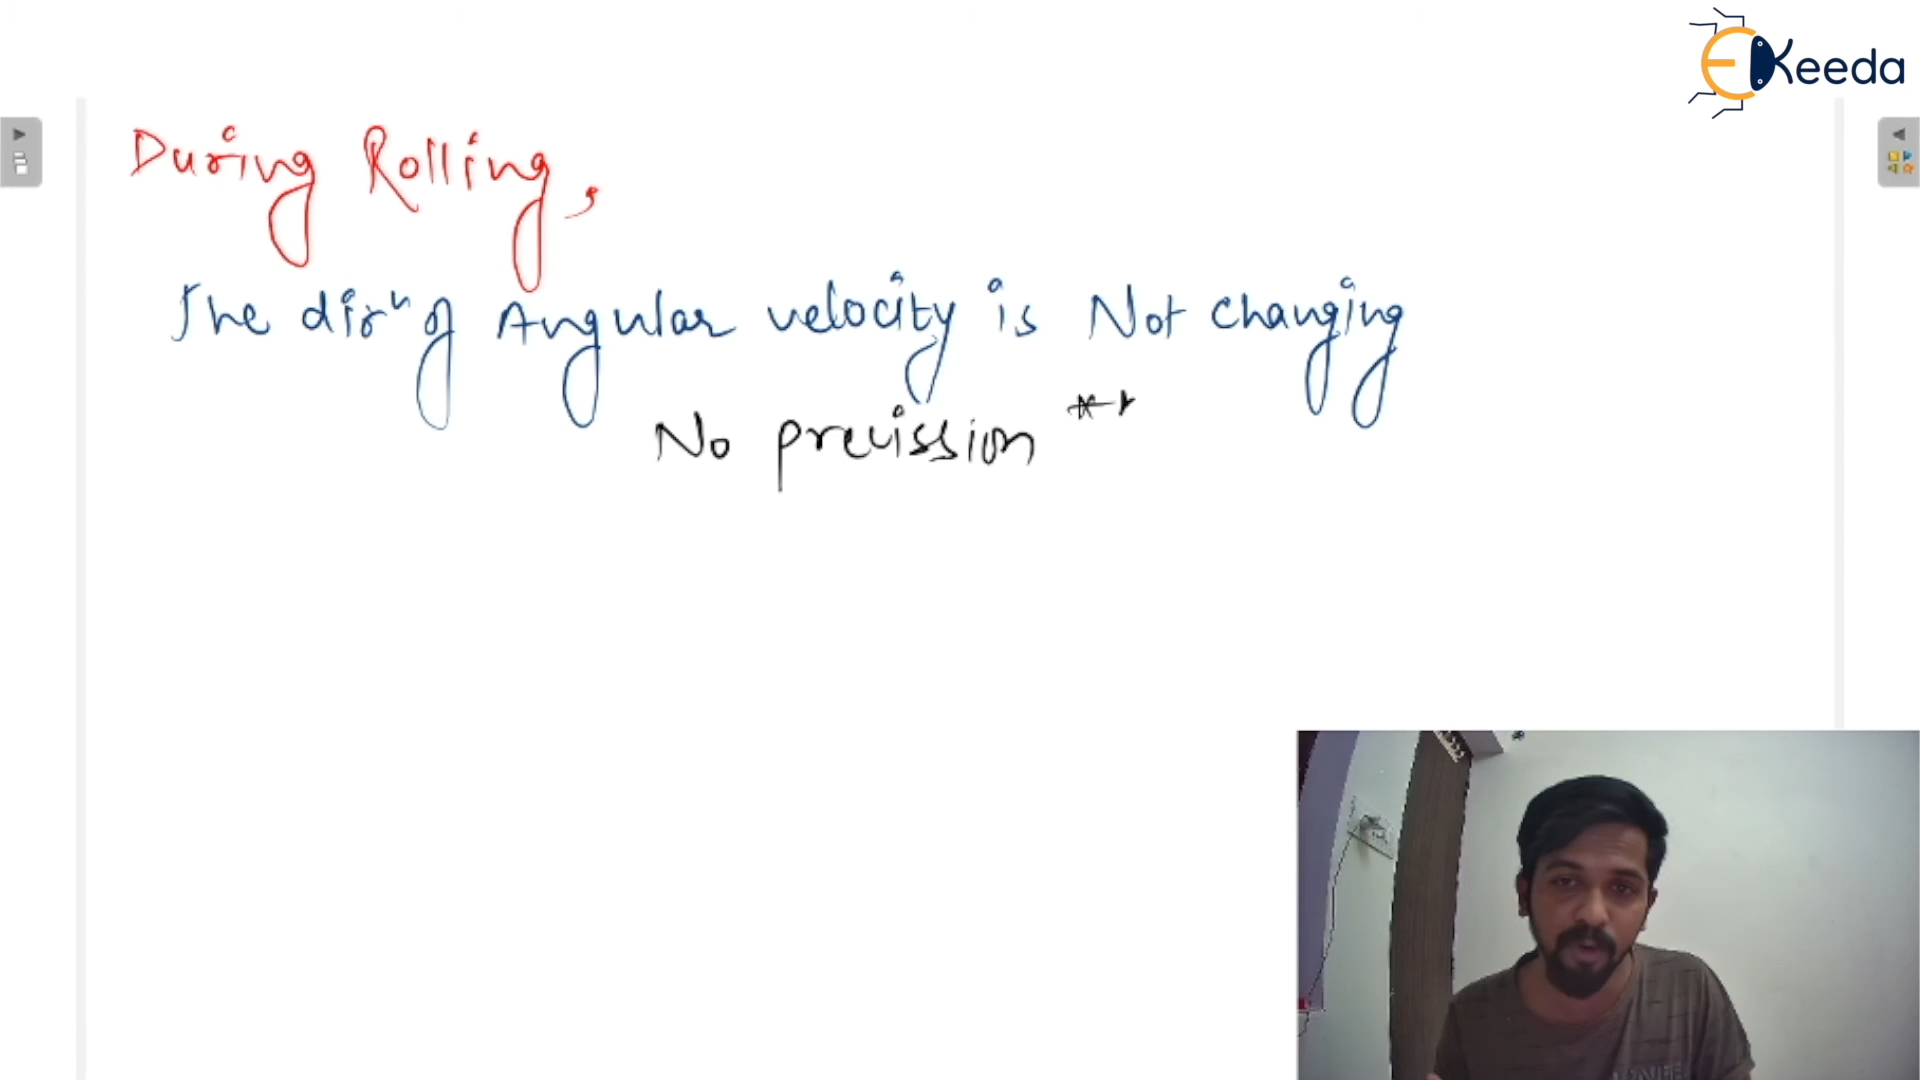 EKeeda
During Rolling,
The dirⁿ of Angular velocity is Not changing
No precission **